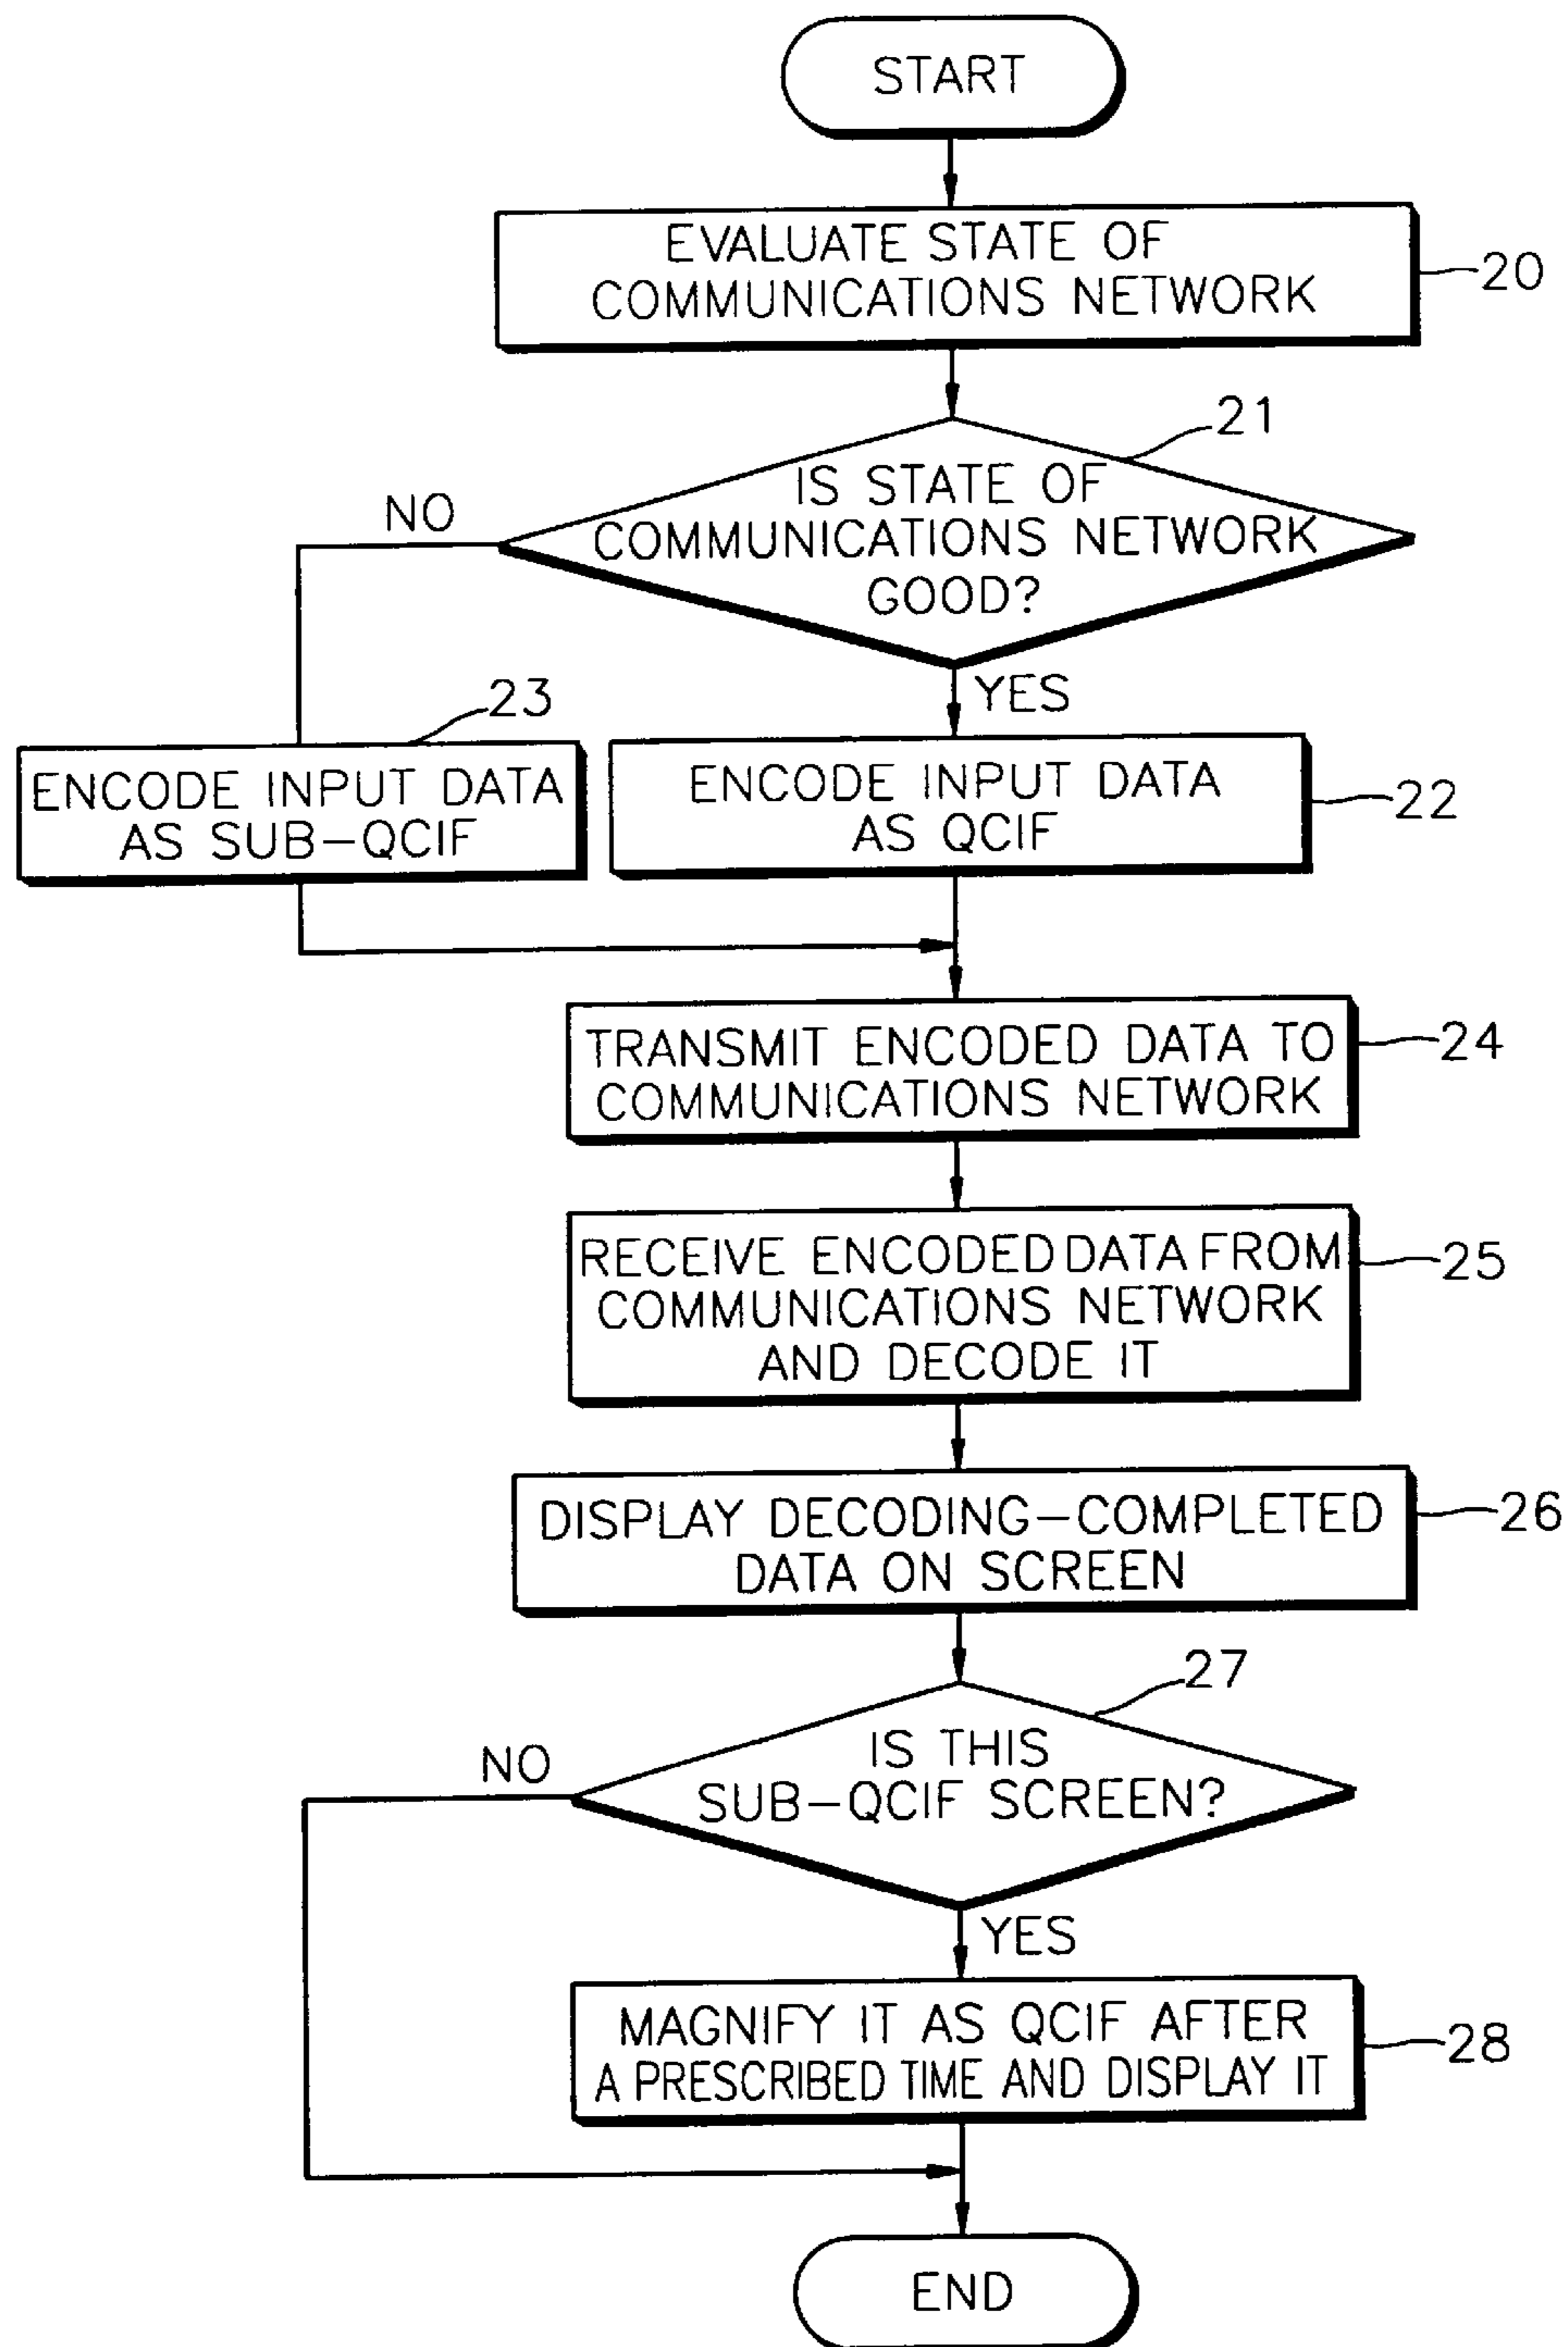 START
EVALUATE STATE OF
COMMUNICATIONS NETWORK
20
21
IS STATE OF
COMMUNICATIONS NETWORK
GOOD?
NO
YES
23
ENCODE INPUT DATA
AS SUB-QCIF
ENCODE INPUT DATA
AS QCIF
22
TRANSMIT ENCODED DATA TO
COMMUNICATIONS NETWORK
24
RECEIVE ENCODED DATA FROM
COMMUNICATIONS NETWORK
AND DECODE IT
25
DISPLAY DECODING-COMPLETED
DATA ON SCREEN
26
27
IS THIS
SUB-QCIF SCREEN?
NO
YES
MAGNIFY IT AS QCIF AFTER
A PRESCRIBED TIME AND DISPLAY IT
28
END